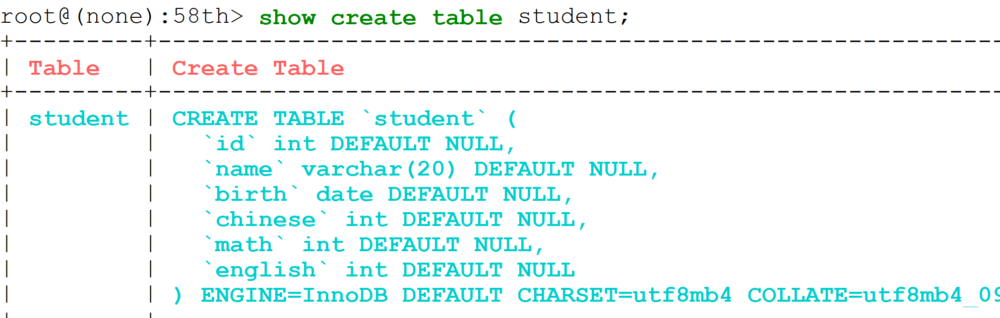 root@(none):58th> show create table student;
+---------+-----------------------------------------------------------
| Table   | Create Table
+---------+-----------------------------------------------------------
| student | CREATE TABLE `student` (
|         |   `id` int DEFAULT NULL,
|         |   `name` varchar(20) DEFAULT NULL,
|         |   `birth` date DEFAULT NULL,
|         |   `chinese` int DEFAULT NULL,
|         |   `math` int DEFAULT NULL,
|         |   `english` int DEFAULT NULL
|         | ) ENGINE=InnoDB DEFAULT CHARSET=utf8mb4 COLLATE=utf8mb4_09